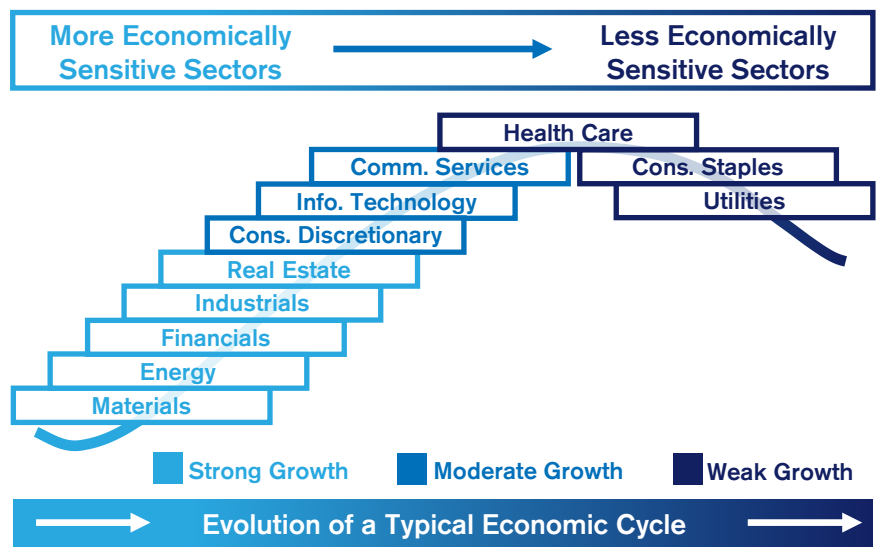 More Economically
Sensitive Sectors
Less Economically
Sensitive Sectors
Health Care
Comm. Services
Cons. Staples
Info. Technology
Utilities
Cons. Discretionary
Real Estate
Industrials
Financials
Energy
Materials
Strong Growth
Moderate Growth
Weak Growth
Evolution of a Typical Economic Cycle